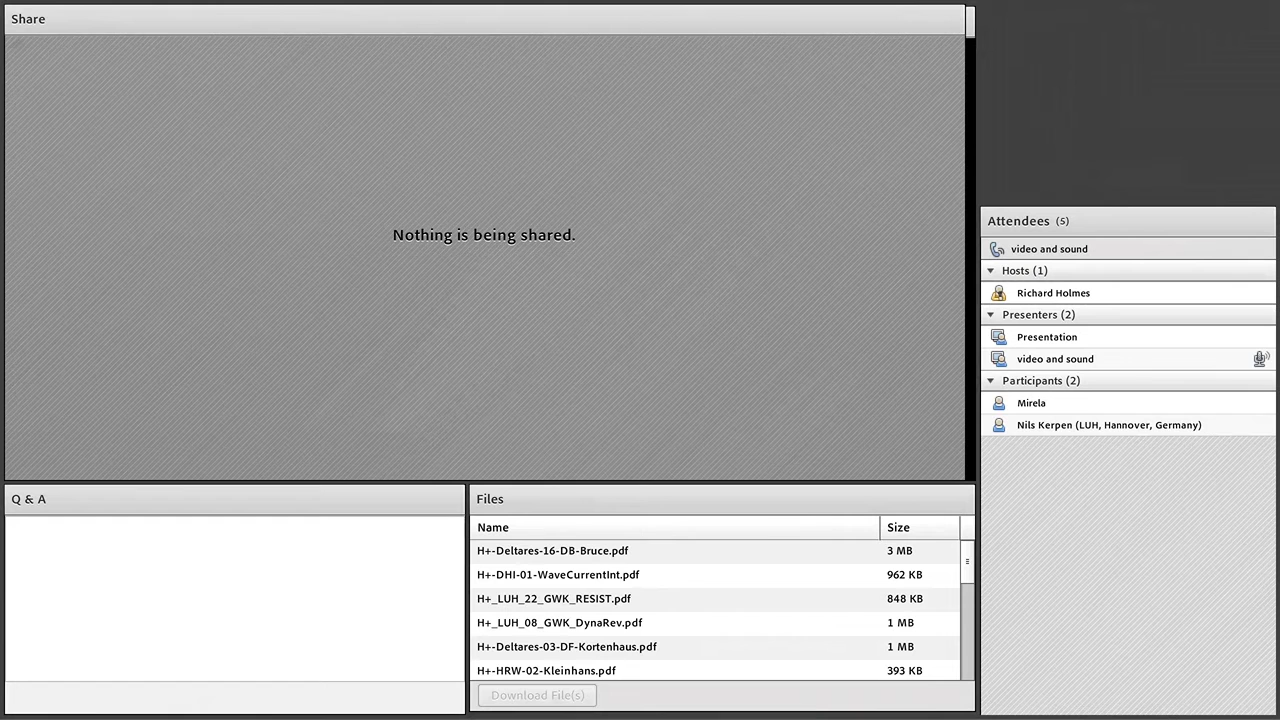 Share
Nothing is being shared.
Attendees (5)
video and sound
Hosts (1)
Richard Holmes
Presenters (2)
Presentation
video and sound
Participants (2)
Mirela
Nils Kerpen (LUH, Hannover, Germany)
Q & A
Files
Name Size
H+-Deltares-16-DB-Bruce.pdf 3 MB
H+-DHI-01-WaveCurrentInt.pdf 962 KB
H+_LUH_22_GWK_RESIST.pdf 848 KB
H+_LUH_08_GWK_DynaRev.pdf 1 MB
H+-Deltares-03-DF-Kortenhaus.pdf 1 MB
H+-HRW-02-Kleinhans.pdf 393 KB
Download File(s)